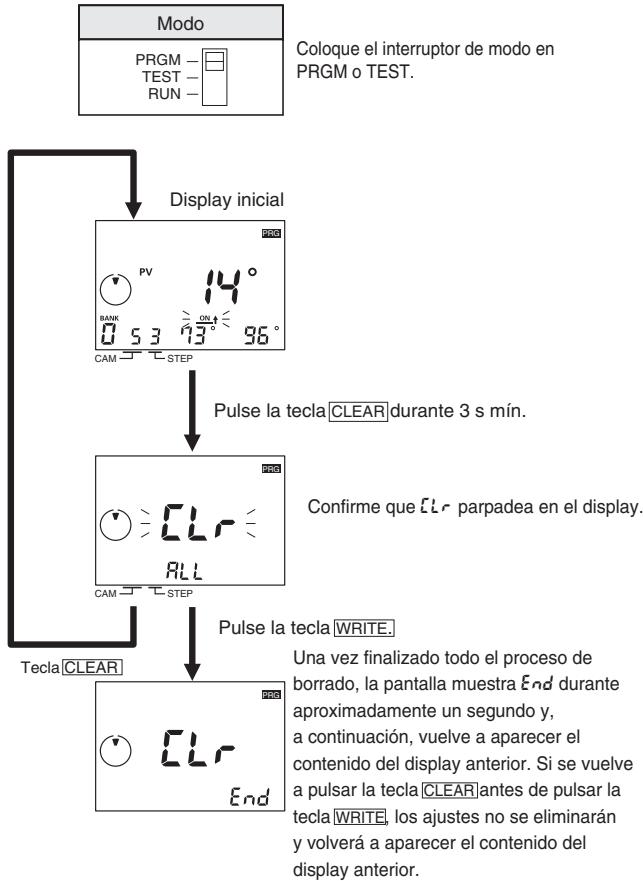 Modo
PRGM
TEST
RUN
Coloque el interruptor de modo en
PRGM o TEST.
Display inicial
PRG
PV
14°
BANK
ON
0 5 3 73° 96°
CAM STEP
Pulse la tecla CLEAR durante 3 s mín.
PRG
CLr
ALL
CAM STEP
Confirme que CLr parpadea en el display.
Pulse la tecla WRITE.
Tecla CLEAR
PRG
CLr
End
Una vez finalizado todo el proceso de
borrado, la pantalla muestra End durante
aproximadamente un segundo y,
a continuación, vuelve a aparecer el
contenido del display anterior. Si se vuelve
a pulsar la tecla CLEAR antes de pulsar la
tecla WRITE, los ajustes no se eliminarán
y volverá a aparecer el contenido del
display anterior.